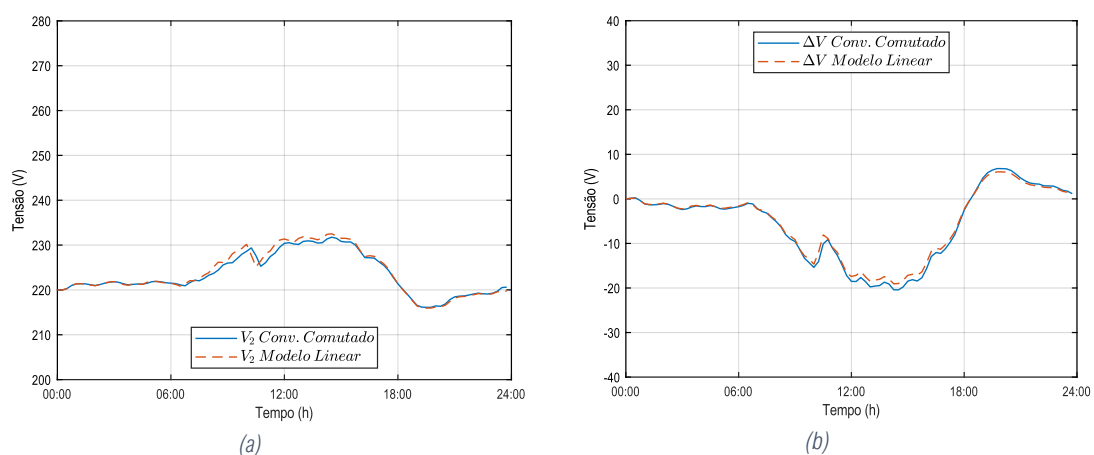 280
270
260
250
240
230
220
210
200
Tensão (V)
V2 Conv. Comutado
V2 Modelo Linear
00:00 06:00 12:00 18:00 24:00
Tempo (h)
(a)
40
30
20
10
0
-10
-20
-30
-40
Tensão (V)
ΔV Conv. Comutado
ΔV Modelo Linear
00:00 06:00 12:00 18:00 24:00
Tempo (h)
(b)